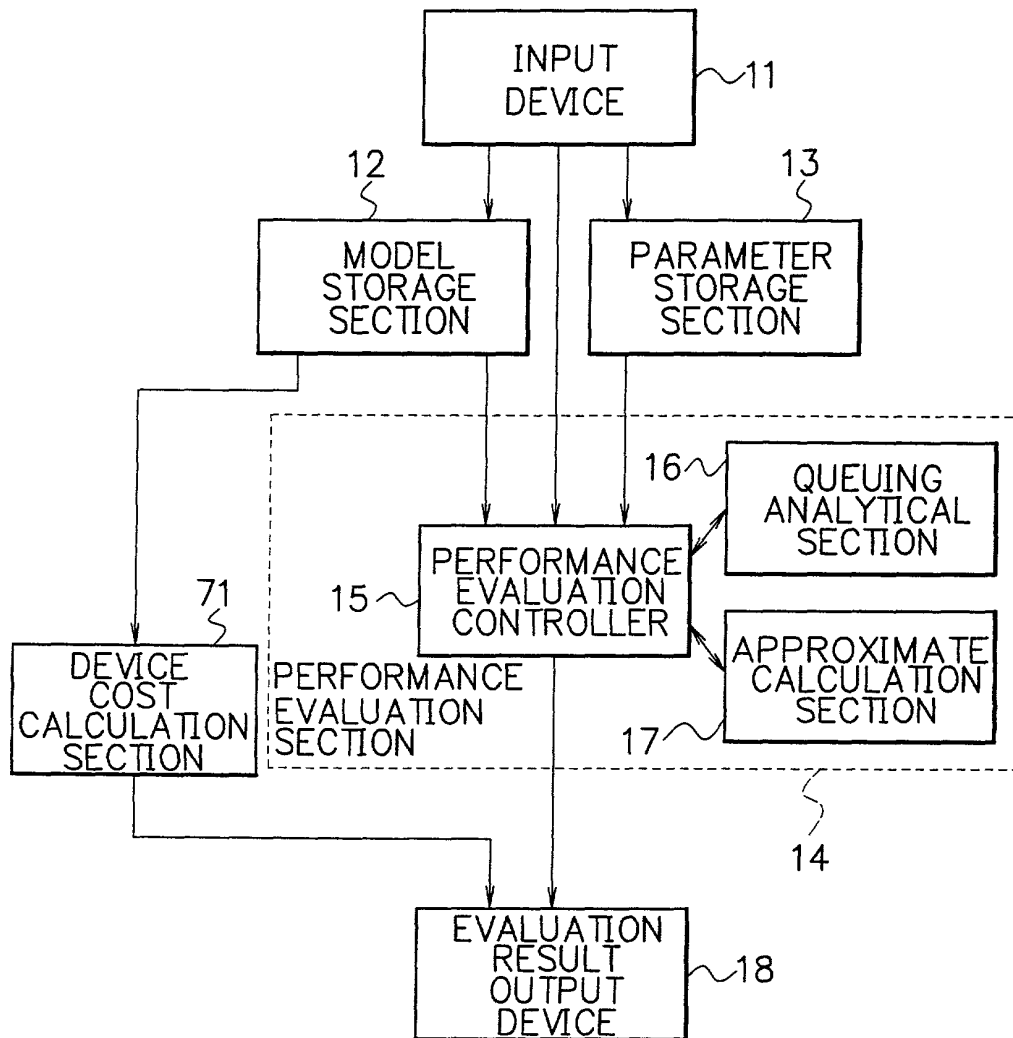 INPUT
DEVICE
11
12
13
MODEL
STORAGE
SECTION
PARAMETER
STORAGE
SECTION
16
QUEUING
ANALYTICAL
SECTION
15
PERFORMANCE
EVALUATION
CONTROLLER
71
DEVICE
COST
CALCULATION
SECTION
PERFORMANCE
EVALUATION
SECTION
APPROXIMATE
CALCULATION
SECTION
17
14
EVALUATION
RESULT
OUTPUT
DEVICE
18